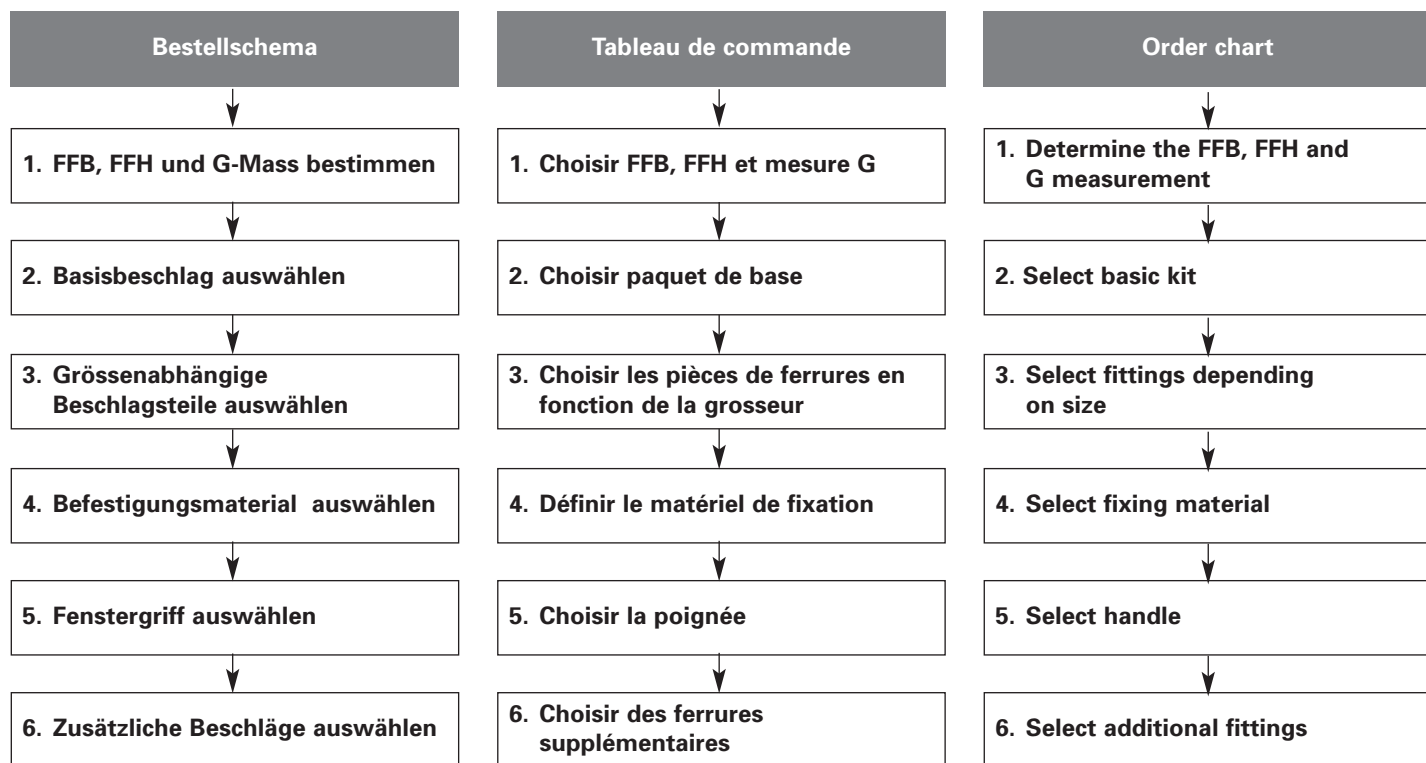 Bestellschema
1. FFB, FFH und G-Mass bestimmen
2. Basisbeschlag auswählen
3. Grössenabhängige
Beschlagsteile auswählen
4. Befestigungsmaterial auswählen
5. Fenstergriff auswählen
6. Zusätzliche Beschläge auswählen
Tableau de commande
1. Choisir FFB, FFH et mesure G
2. Choisir paquet de base
3. Choisir les pièces de ferrures en
fonction de la grosseur
4. Définir le matériel de fixation
5. Choisir la poignée
6. Choisir des ferrures
supplémentaires
Order chart
1. Determine the FFB, FFH and
G measurement
2. Select basic kit
3. Select fittings depending
on size
4. Select fixing material
5. Select handle
6. Select additional fittings